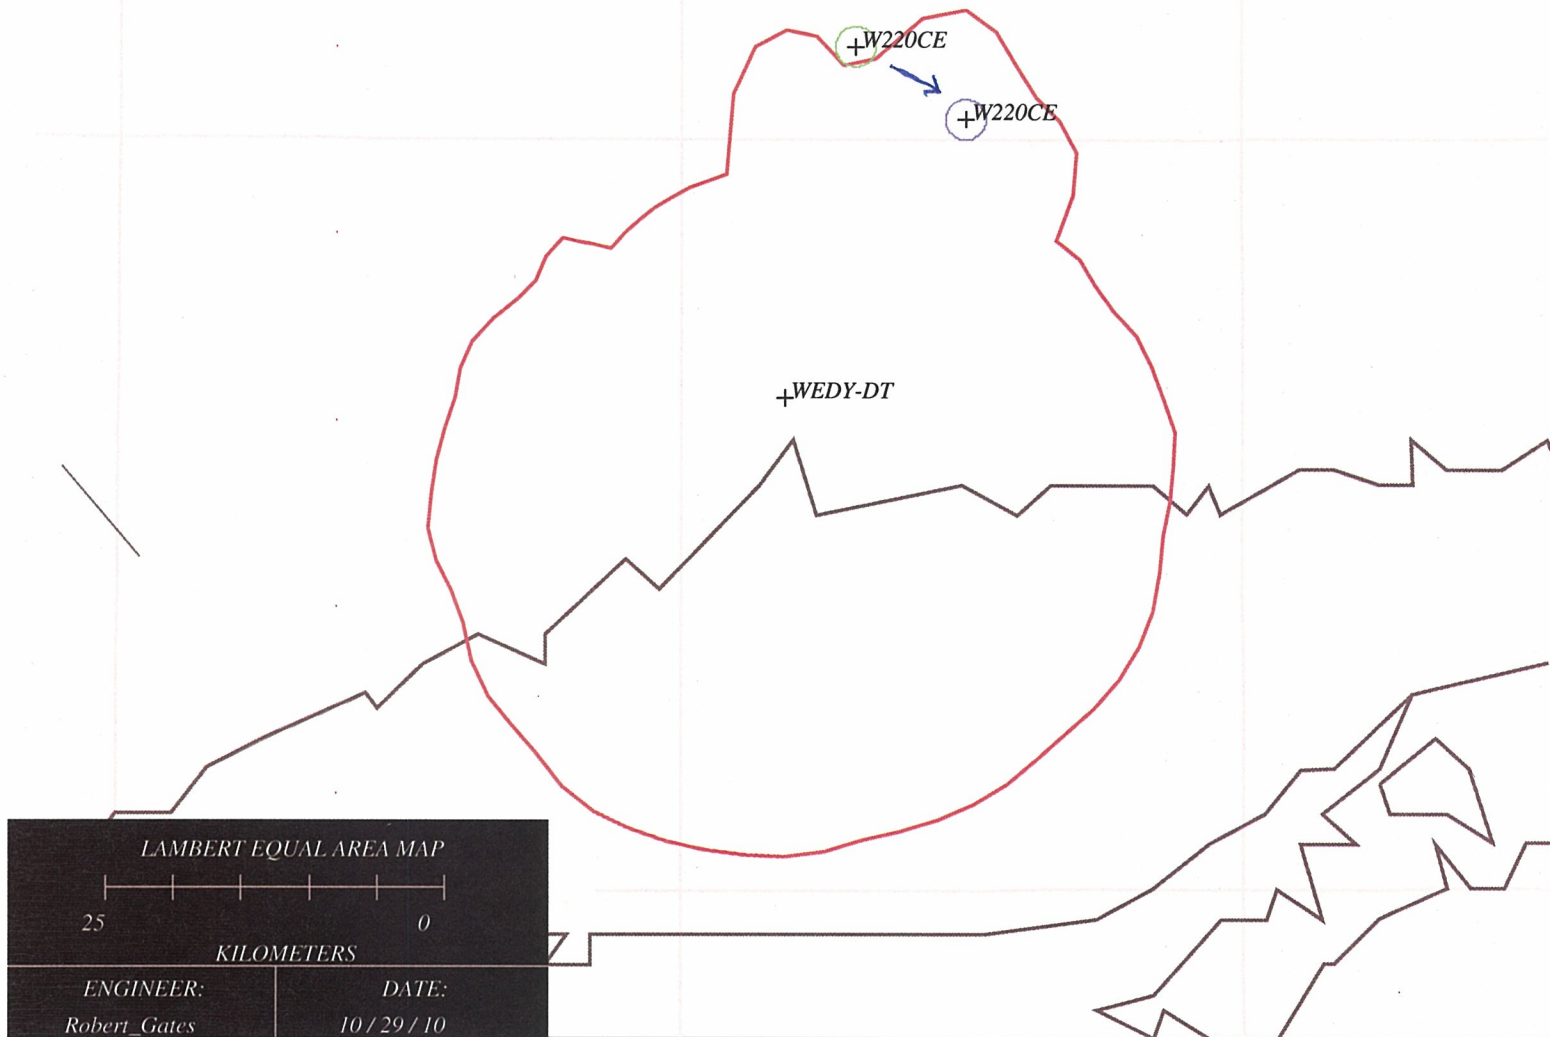 W220CE
W220CE
WEDY-DT
LAMBERT EQUAL AREA MAP
25 0
KILOMETERS
ENGINEER: DATE:
Robert_Gates 10/29/10